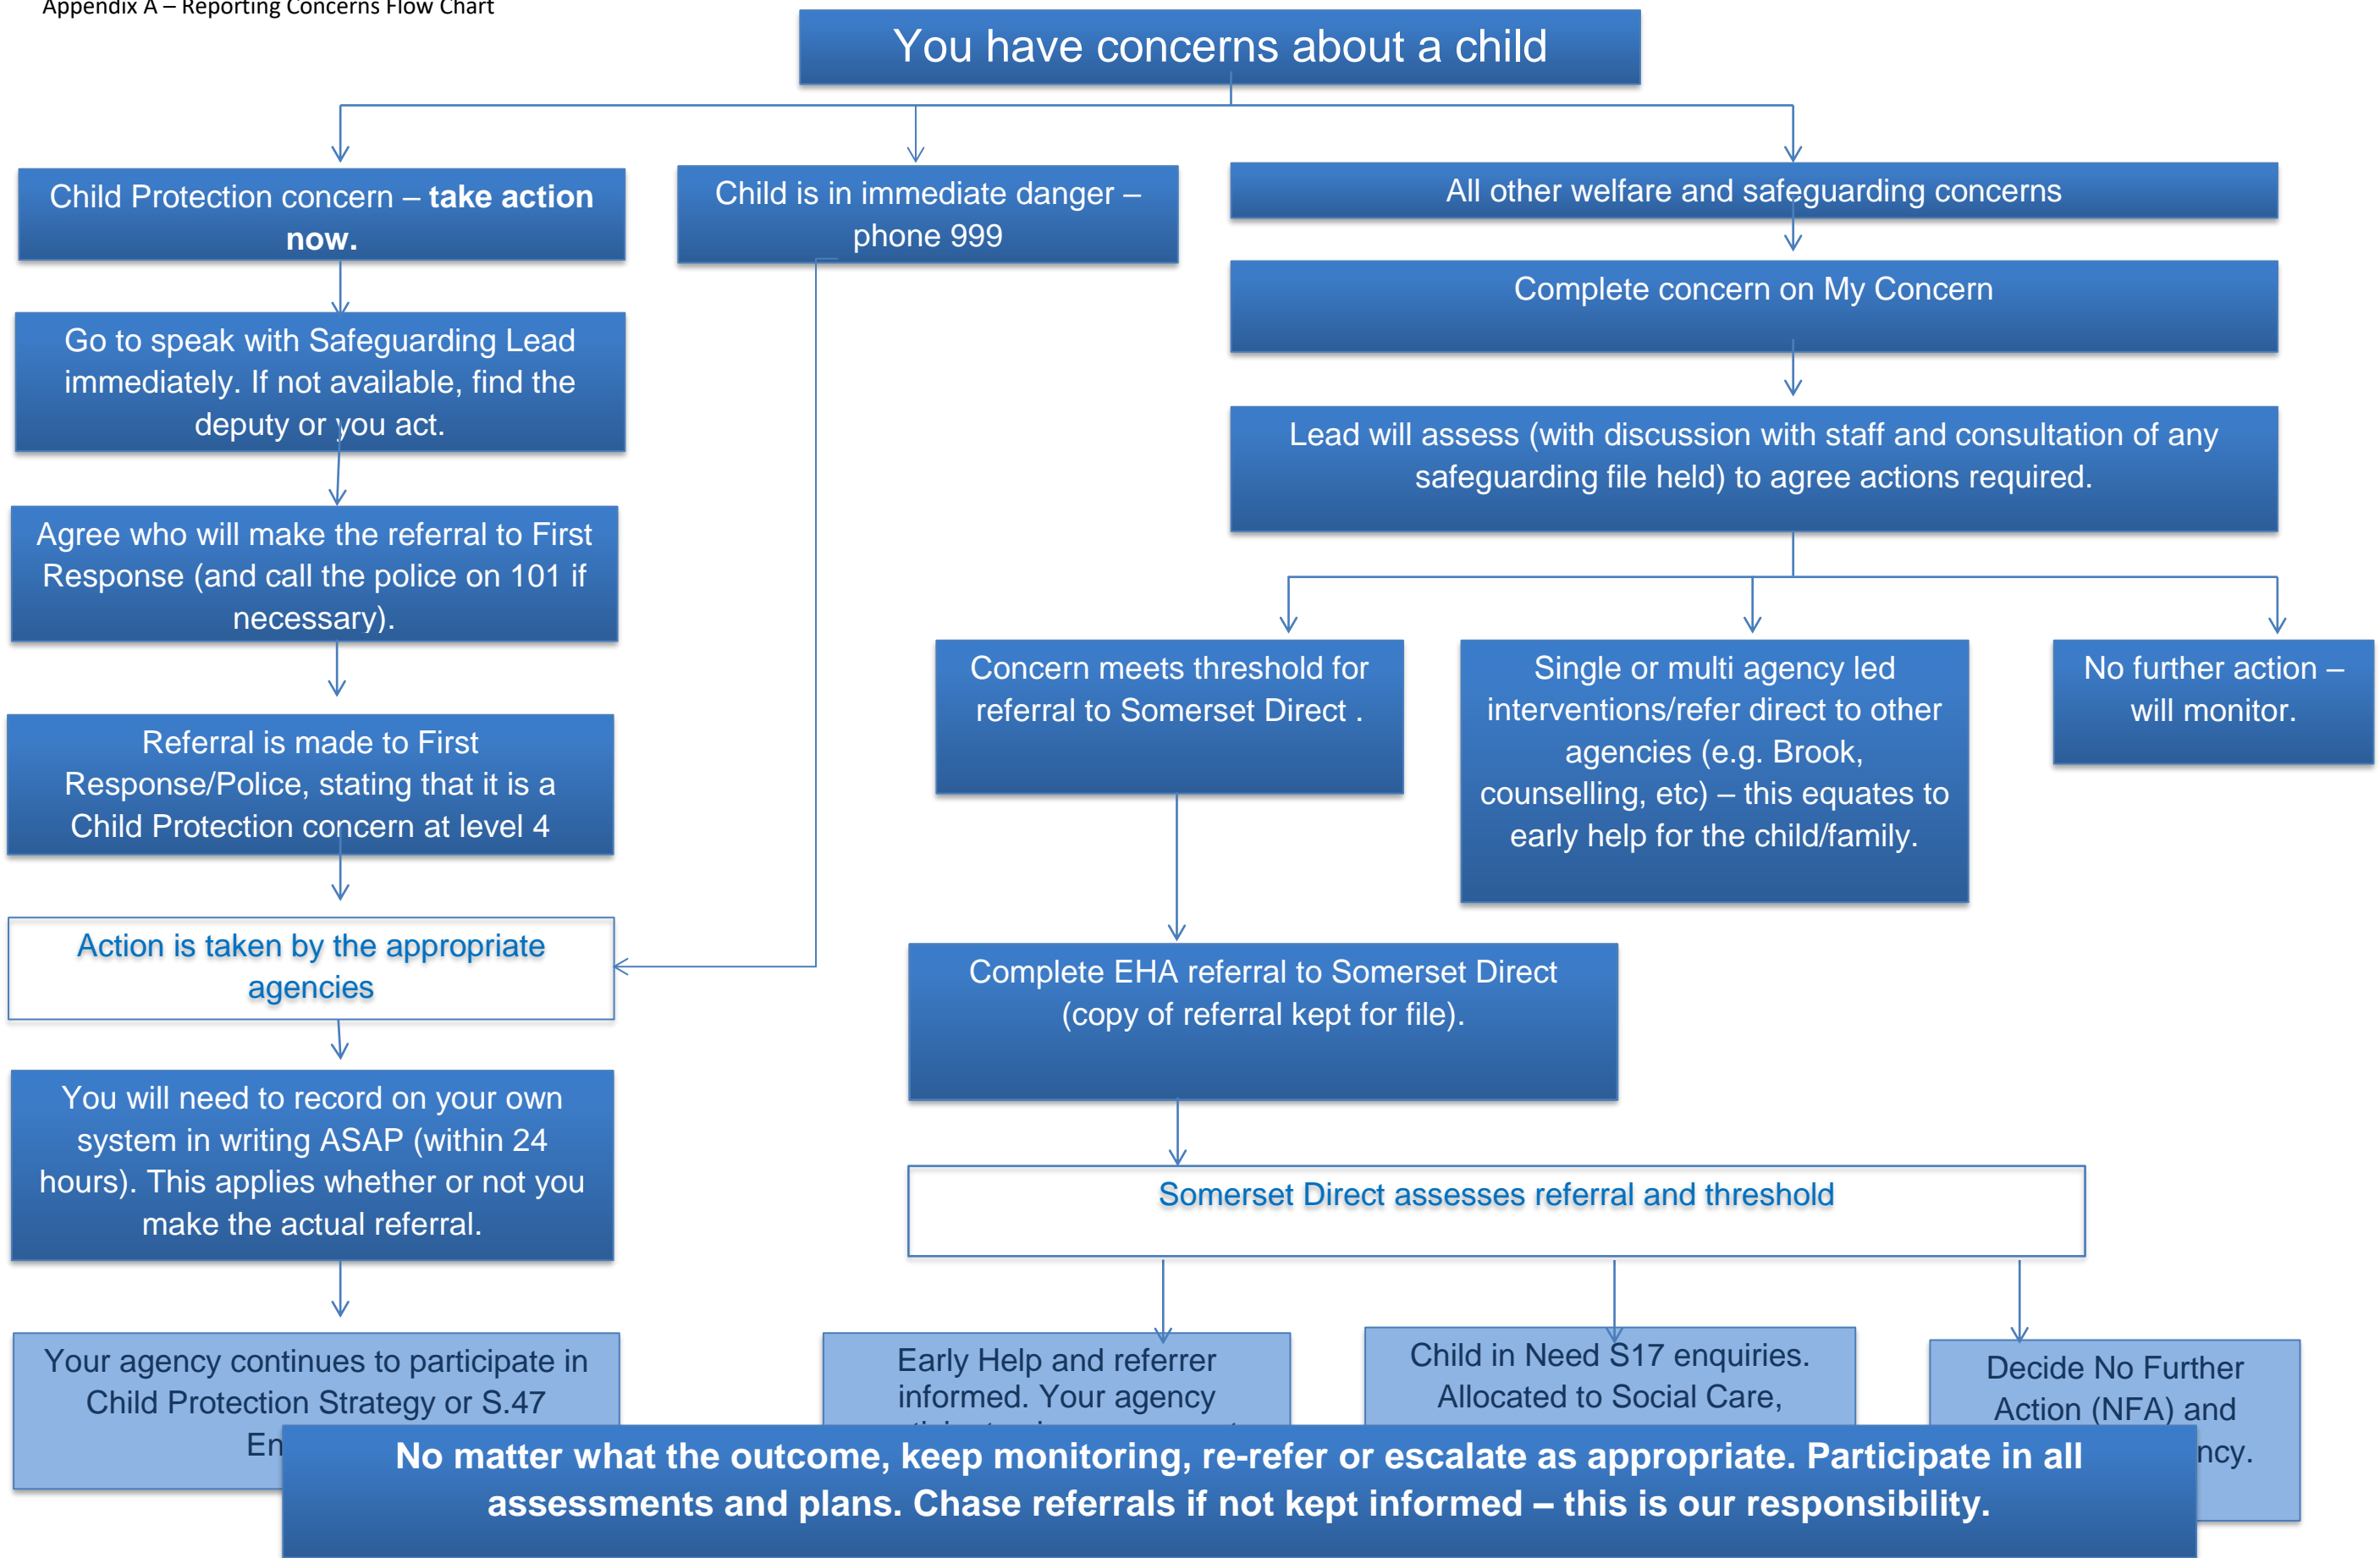 Appendix A – Reporting Concerns Flow Chart
You have concerns about a child
Child Protection concern – take action
now.
Child is in immediate danger –
phone 999
All other welfare and safeguarding concerns
Go to speak with Safeguarding Lead
immediately. If not available, find the
deputy or you act.
Complete concern on My Concern
Lead will assess (with discussion with staff and consultation of any
safeguarding file held) to agree actions required.
Agree who will make the referral to First
Response (and call the police on 101 if
necessary).
Concern meets threshold for
referral to Somerset Direct .
Single or multi agency led
interventions/refer direct to other
agencies (e.g. Brook,
counselling, etc) – this equates to
early help for the child/family.
No further action –
will monitor.
Referral is made to First
Response/Police, stating that it is a
Child Protection concern at level 4
Action is taken by the appropriate
agencies
Complete EHA referral to Somerset Direct
(copy of referral kept for file).
You will need to record on your own
system in writing ASAP (within 24
hours). This applies whether or not you
make the actual referral.
Somerset Direct assesses referral and threshold
Your agency continues to participate in
Child Protection Strategy or S.47
Early Help and referrer
informed. Your agency
Child in Need S17 enquiries.
Allocated to Social Care,
Decide No Further
Action (NFA) and
No matter what the outcome, keep monitoring, re-refer or escalate as appropriate. Participate in all
assessments and plans. Chase referrals if not kept informed – this is our responsibility.